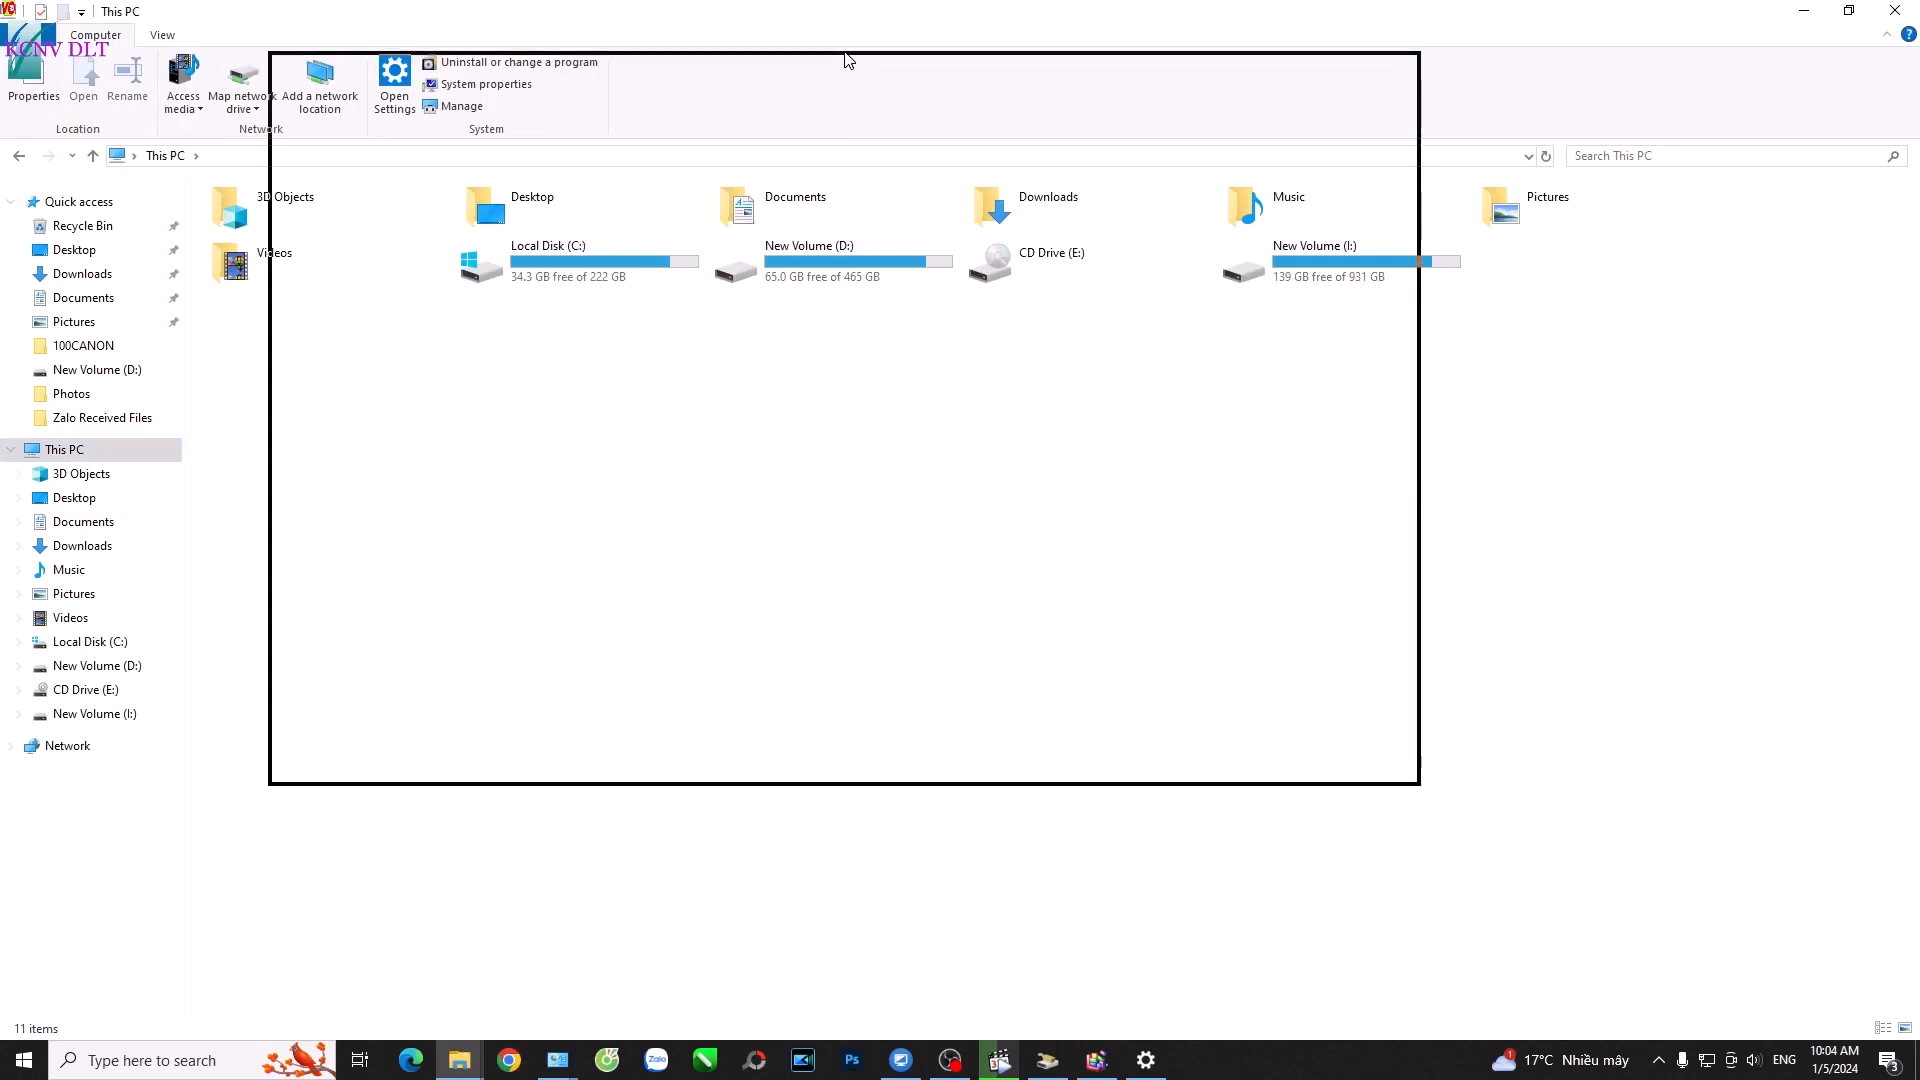 This PC
Computer
View
KCNV DLT
Properties
Open
Rename
Access media
Map network drive
Add a network location
Open Settings
Uninstall or change a program
System properties
Manage
Location
Network
System
This PC
Search This PC
Quick access
Recycle Bin
Desktop
Downloads
Documents
Pictures
100CANON
New Volume (D:)
Photos
Zalo Received Files
This PC
3D Objects
Desktop
Documents
Downloads
Music
Pictures
Videos
Local Disk (C:)
New Volume (D:)
CD Drive (E:)
New Volume (I:)
Network
3D Objects
Desktop
Documents
Downloads
Music
Pictures
Videos
Local Disk (C:)
34.3 GB free of 222 GB
New Volume (D:)
65.0 GB free of 465 GB
CD Drive (E:)
New Volume (I:)
139 GB free of 931 GB
11 items
Type here to search
Zalo
Ps
1
17°C Nhiều mây
ENG
10:04 AM
1/5/2024
3